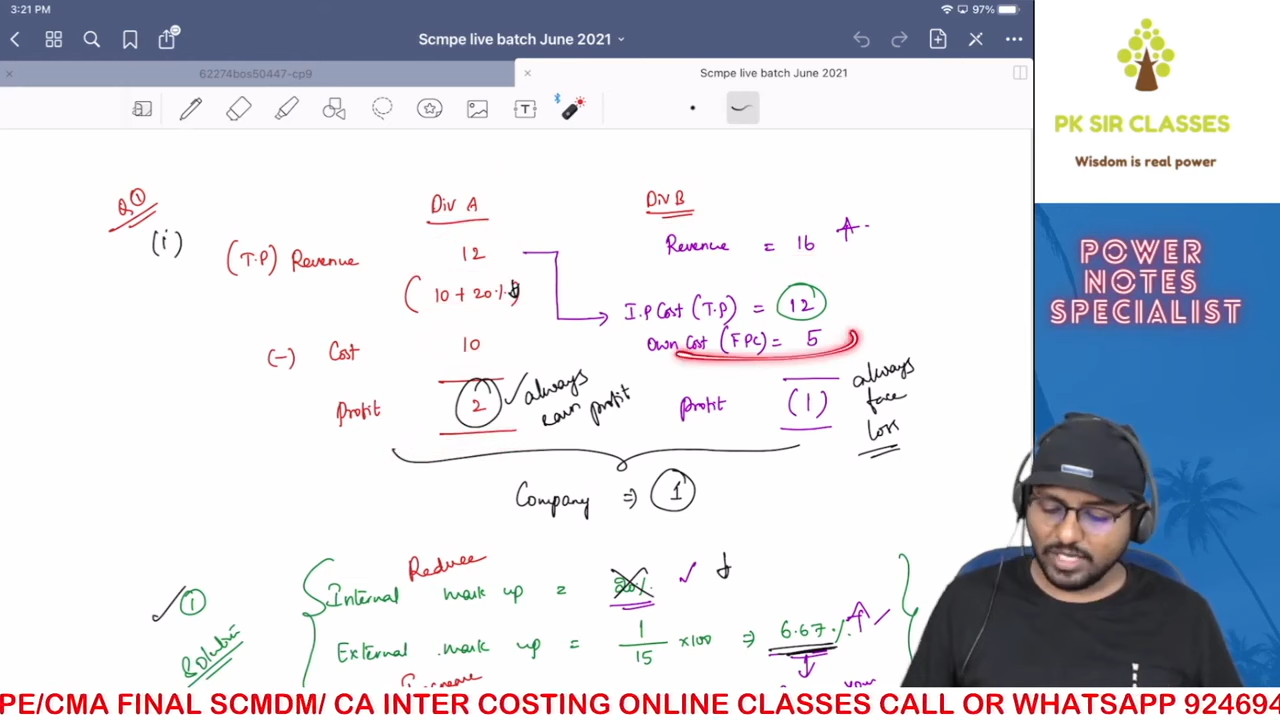 3:21 PM
97%
Scmpe live batch June 2021
62274bos50447-cp9
Scmpe live batch June 2021
PK SIR CLASSES
Wisdom is real power
POWER
NOTES
SPECIALIST
Q①
(i)
Div A
Div B
(T.P) Revenue 12
Revenue = 16
(10 + 20%)
I.P Cost (T.P) = 12
(-) Cost 10
Own Cost (FPC) = 5
Profit 2
always earn profit
Profit (1)
always face loss
Company ⇒ 1
① Solution
Reduce
Internal mark up = 20%
External mark up = 1/15 ×100 ⇒ 6.67%
Increase
your
PE/CMA FINAL SCMDM/ CA INTER COSTING ONLINE CLASSES CALL OR WHATSAPP 924694